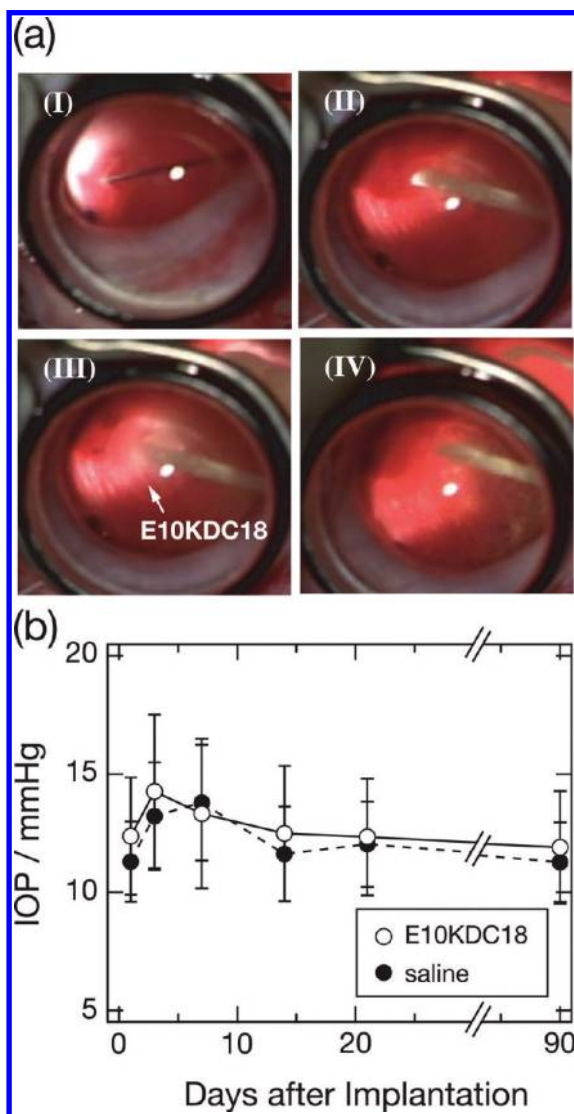 (a)
(I)
(II)
(III)
(IV)
E10KDC18
(b)
20
15
10
5
IOP / mmHg
E10KDC18
saline
0
10
20
90
Days after Implantation